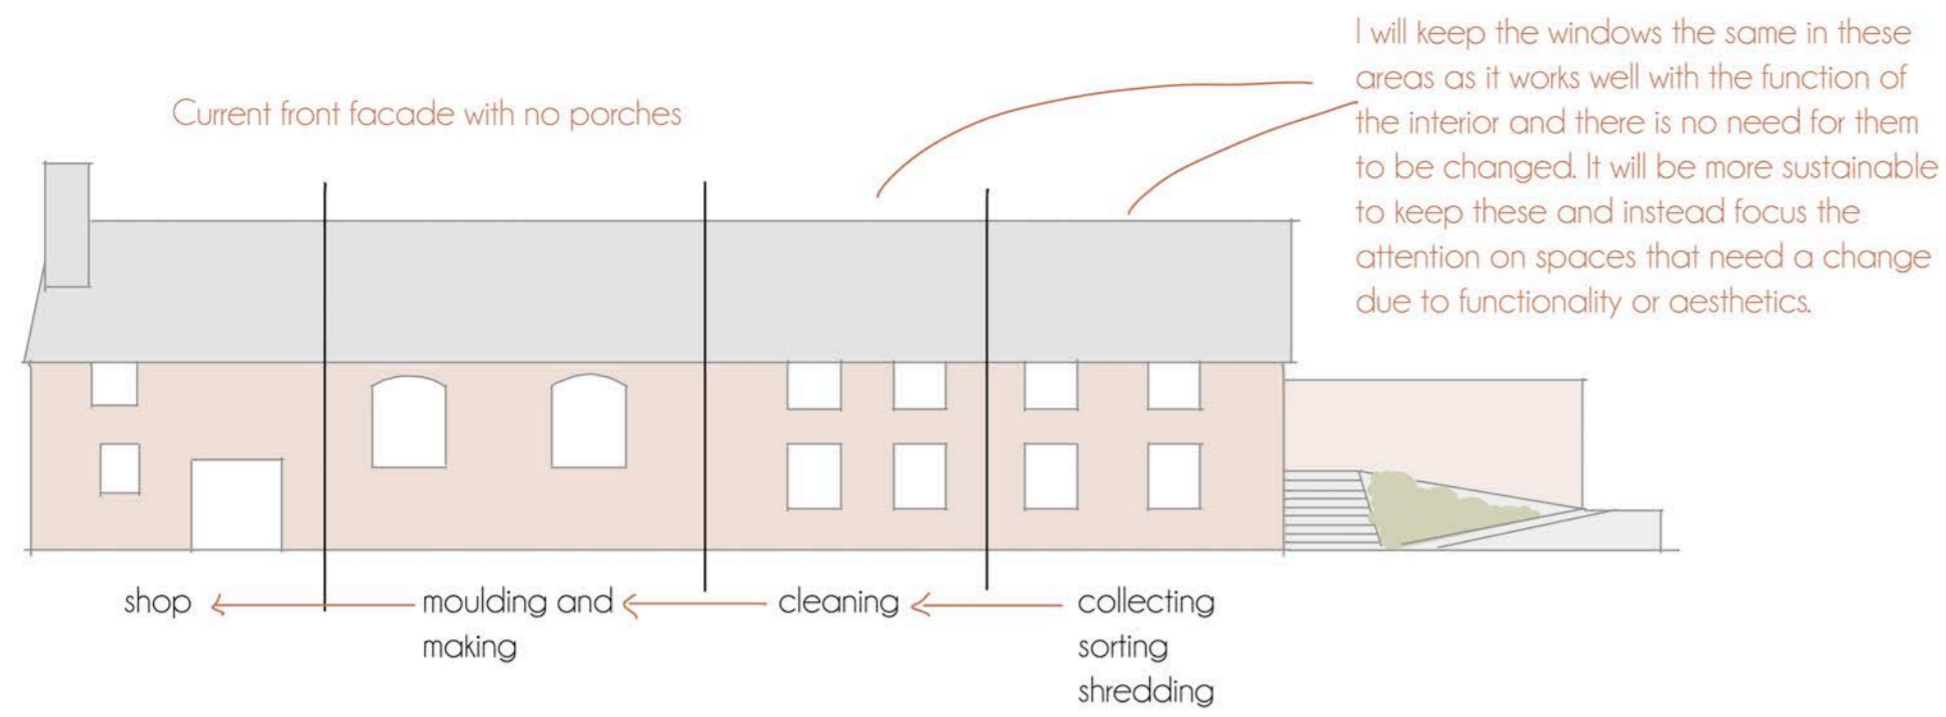 I will keep the windows the same in these
areas as it works well with the function of
the interior and there is no need for them
to be changed. It will be more sustainable
to keep these and instead focus the
attention on spaces that need a change
due to functionality or aesthetics.
Current front facade with no porches
shop
moulding and
making
cleaning
collecting
sorting
shredding